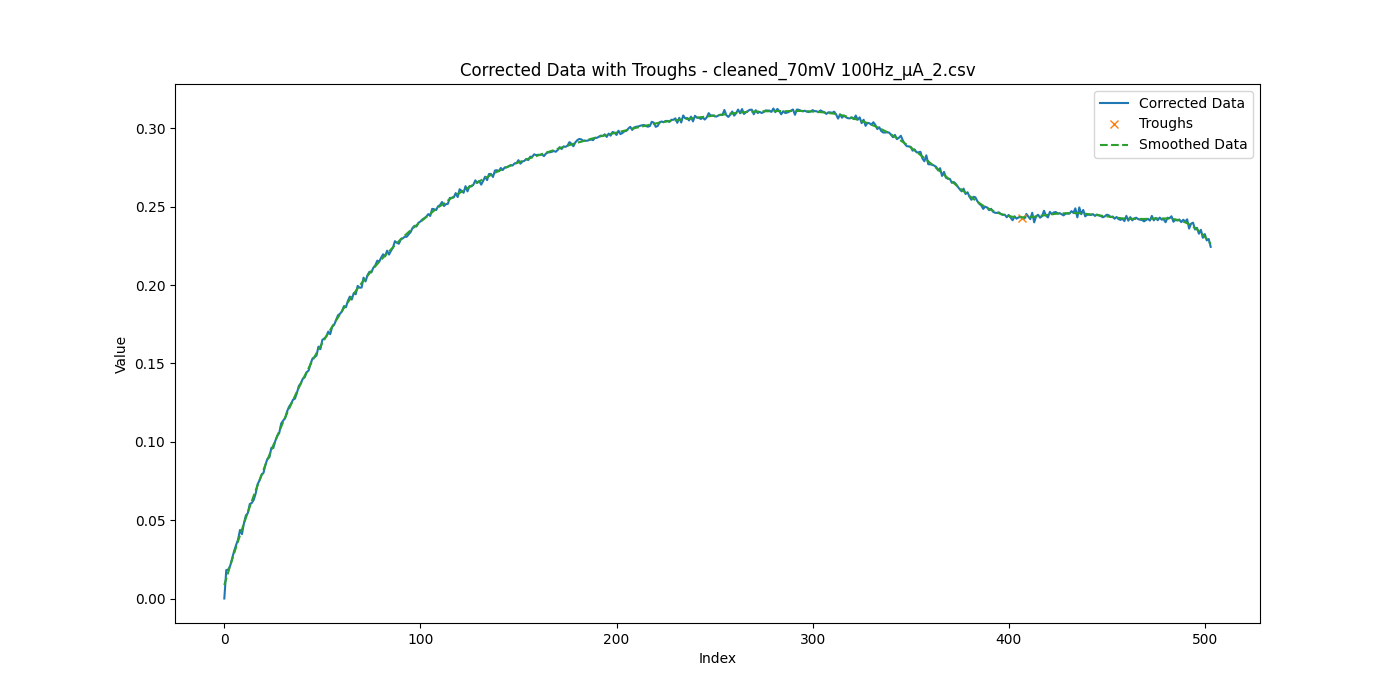 Corrected Data with Troughs - cleaned_70mV 100Hz_μA_2.csv
Corrected Data
Troughs
Smoothed Data
0.30
0.25
0.20
0.15
0.10
0.05
0.00
Value
0
100
200
300
400
500
Index